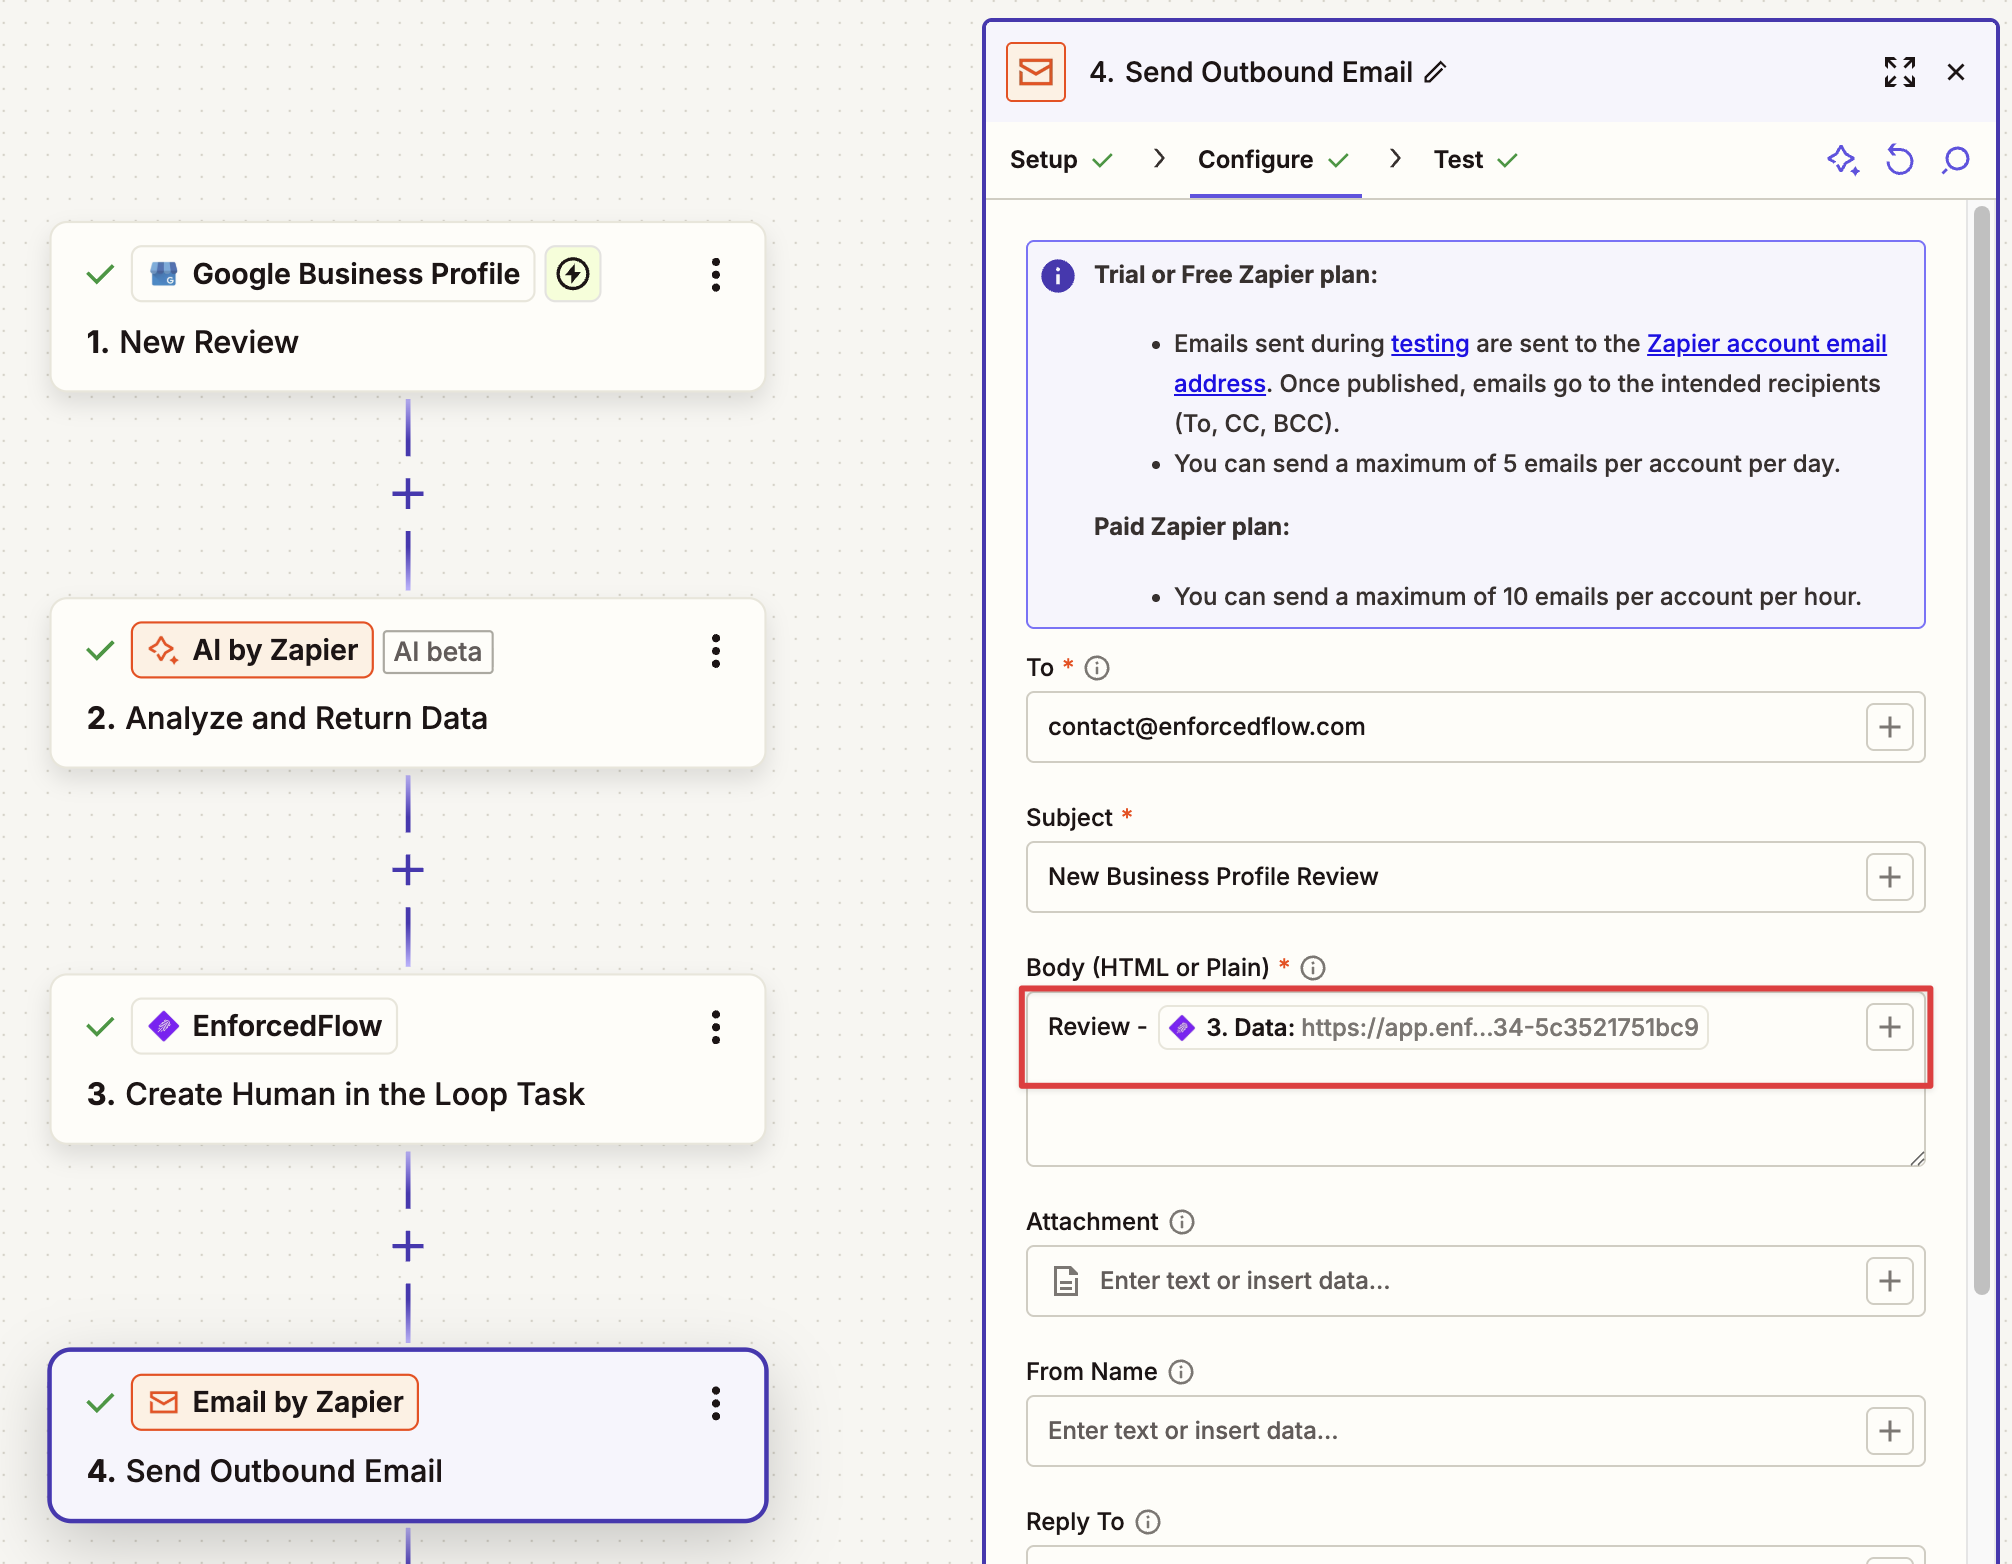 Google Business Profile
1. New Review
AI by Zapier
AI beta
2. Analyze and Return Data
EnforcedFlow
3. Create Human in the Loop Task
Email by Zapier
4. Send Outbound Email
4. Send Outbound Email
Setup
Configure
Test
Trial or Free Zapier plan:
• Emails sent during testing are sent to the Zapier account email
address. Once published, emails go to the intended recipients
(To, CC, BCC).
• You can send a maximum of 5 emails per account per day.
Paid Zapier plan:
• You can send a maximum of 10 emails per account per hour.
To *
contact@enforcedflow.com
Subject *
New Business Profile Review
Body (HTML or Plain) *
Review - 3. Data: https://app.enf...34-5c3521751bc9
Attachment
Enter text or insert data...
From Name
Enter text or insert data...
Reply To